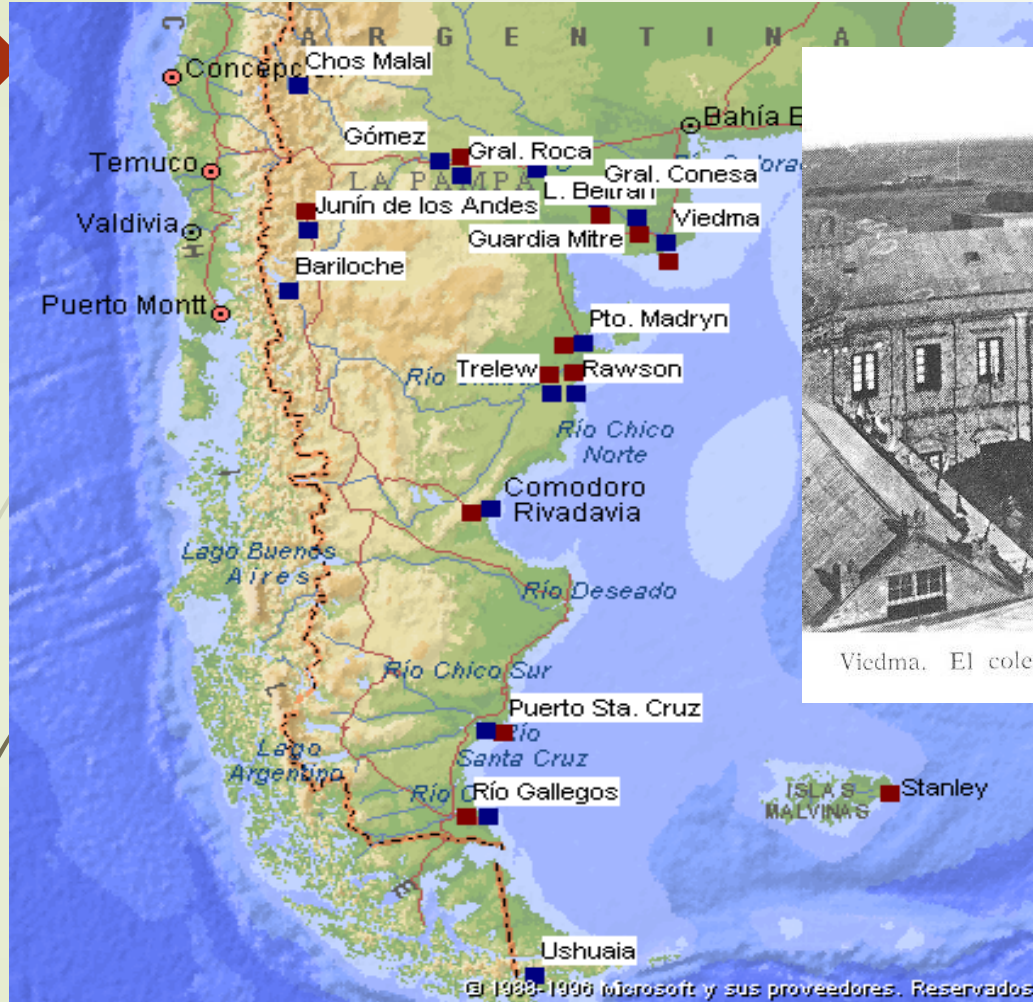 ARGENTINA
Concepción
Chos Malal
Bahía
Gómez
Gral. Roca
Temuco
LA PAMPA
Gral. Conesa
L. Beltrán
Junín de los Andes
Viedma
Valdivia
Guardia Mitre
Bariloche
Puerto Montt
Pto. Madryn
Trelew
Río
Rawson
Río Chico
Norte
Comodoro
Rivadavia
Lago Buenos
Aires
Río Deseado
Río Chico Sur
Puerto Sta. Cruz
Río
Santa Cruz
Viedma. El
Lago
Argentino
Río
Río Gallegos
ISLAS
MALVINAS
Stanley
Ushuaia
© 1988-1996 Microsoft y sus proveedores. Reservados
C
H
I
L
E